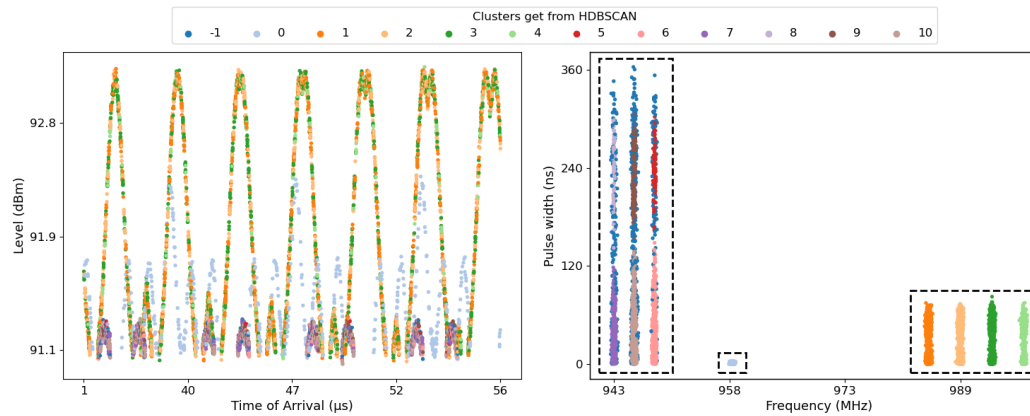 Clusters get from HDBSCAN
-1 0 1 2 3 4 5 6 7 8 9 10
Level (dBm)
92.8
91.9
91.1
1 40 47 52 56
Time of Arrival (μs)
Pulse width (ns)
360
240
120
0
943 958 973 989
Frequency (MHz)